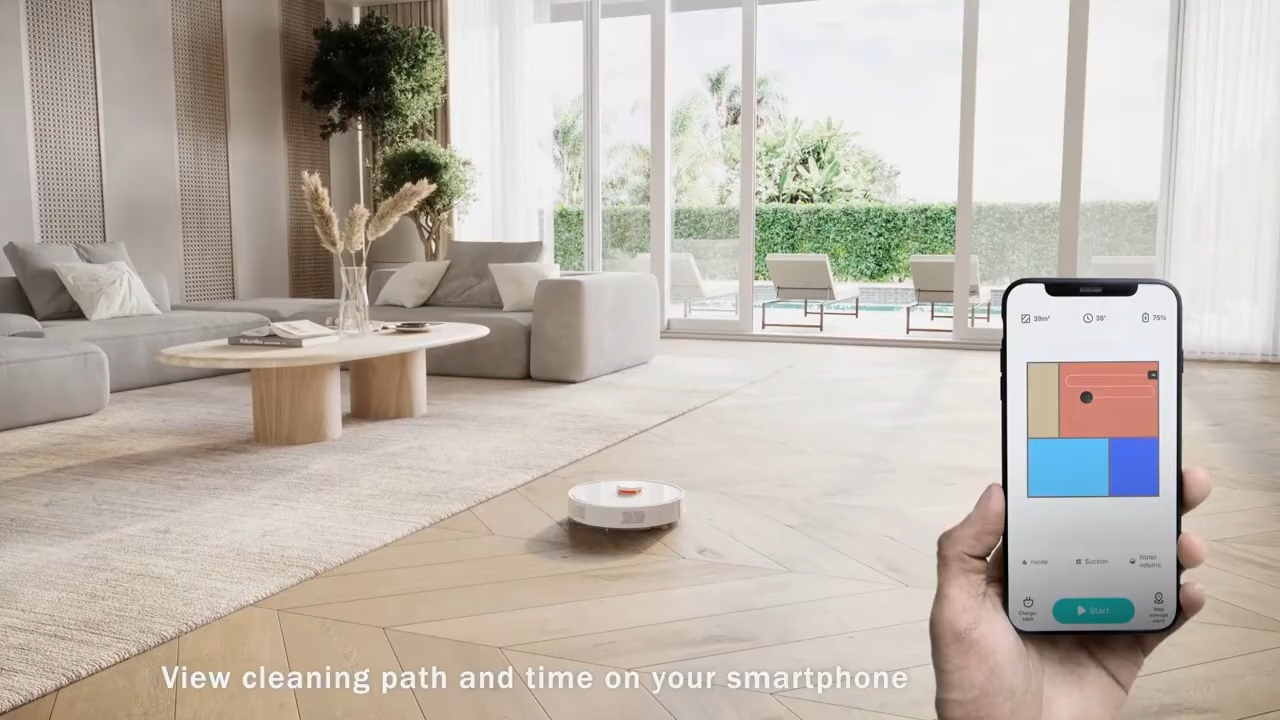 39m²
38'
75%
mode
Suction
Water
volume
Start
View cleaning path and time on your smartphone